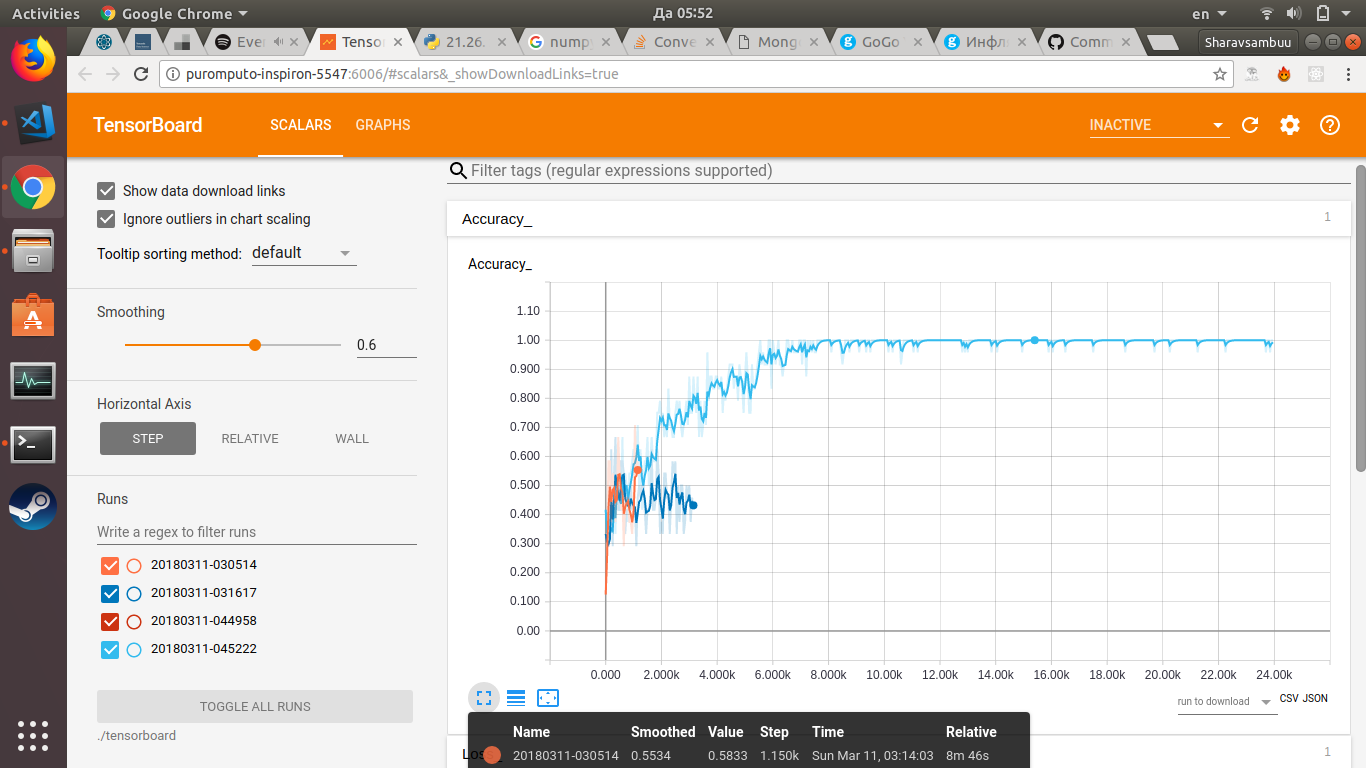 Activities Google Chrome Да 05:52 en
Ever Tensor 21.26. numpy Conve Mong GoGo Инфл Comm Sharavsambuu
puromputo-inspiron-5547:6006/#scalars&_showDownloadLinks=true
TensorBoard SCALARS GRAPHS INACTIVE
Show data download links
Ignore outliers in chart scaling
Tooltip sorting method: default
Smoothing
0.6
Horizontal Axis
STEP RELATIVE WALL
Runs
Write a regex to filter runs
20180311-030514
20180311-031617
20180311-044958
20180311-045222
TOGGLE ALL RUNS
./tensorboard
Filter tags (regular expressions supported)
Accuracy_ 1
Accuracy_
1.10
1.00
0.900
0.800
0.700
0.600
0.500
0.400
0.300
0.200
0.100
0.00
0.000 2.000k 4.000k 6.000k 8.000k 10.00k 12.00k 14.00k 16.00k 18.00k 20.00k 22.00k 24.00k
run to download CSV JSON
Name Smoothed Value Step Time Relative
20180311-030514 0.5534 0.5833 1.150k Sun Mar 11, 03:14:03 8m 46s
1